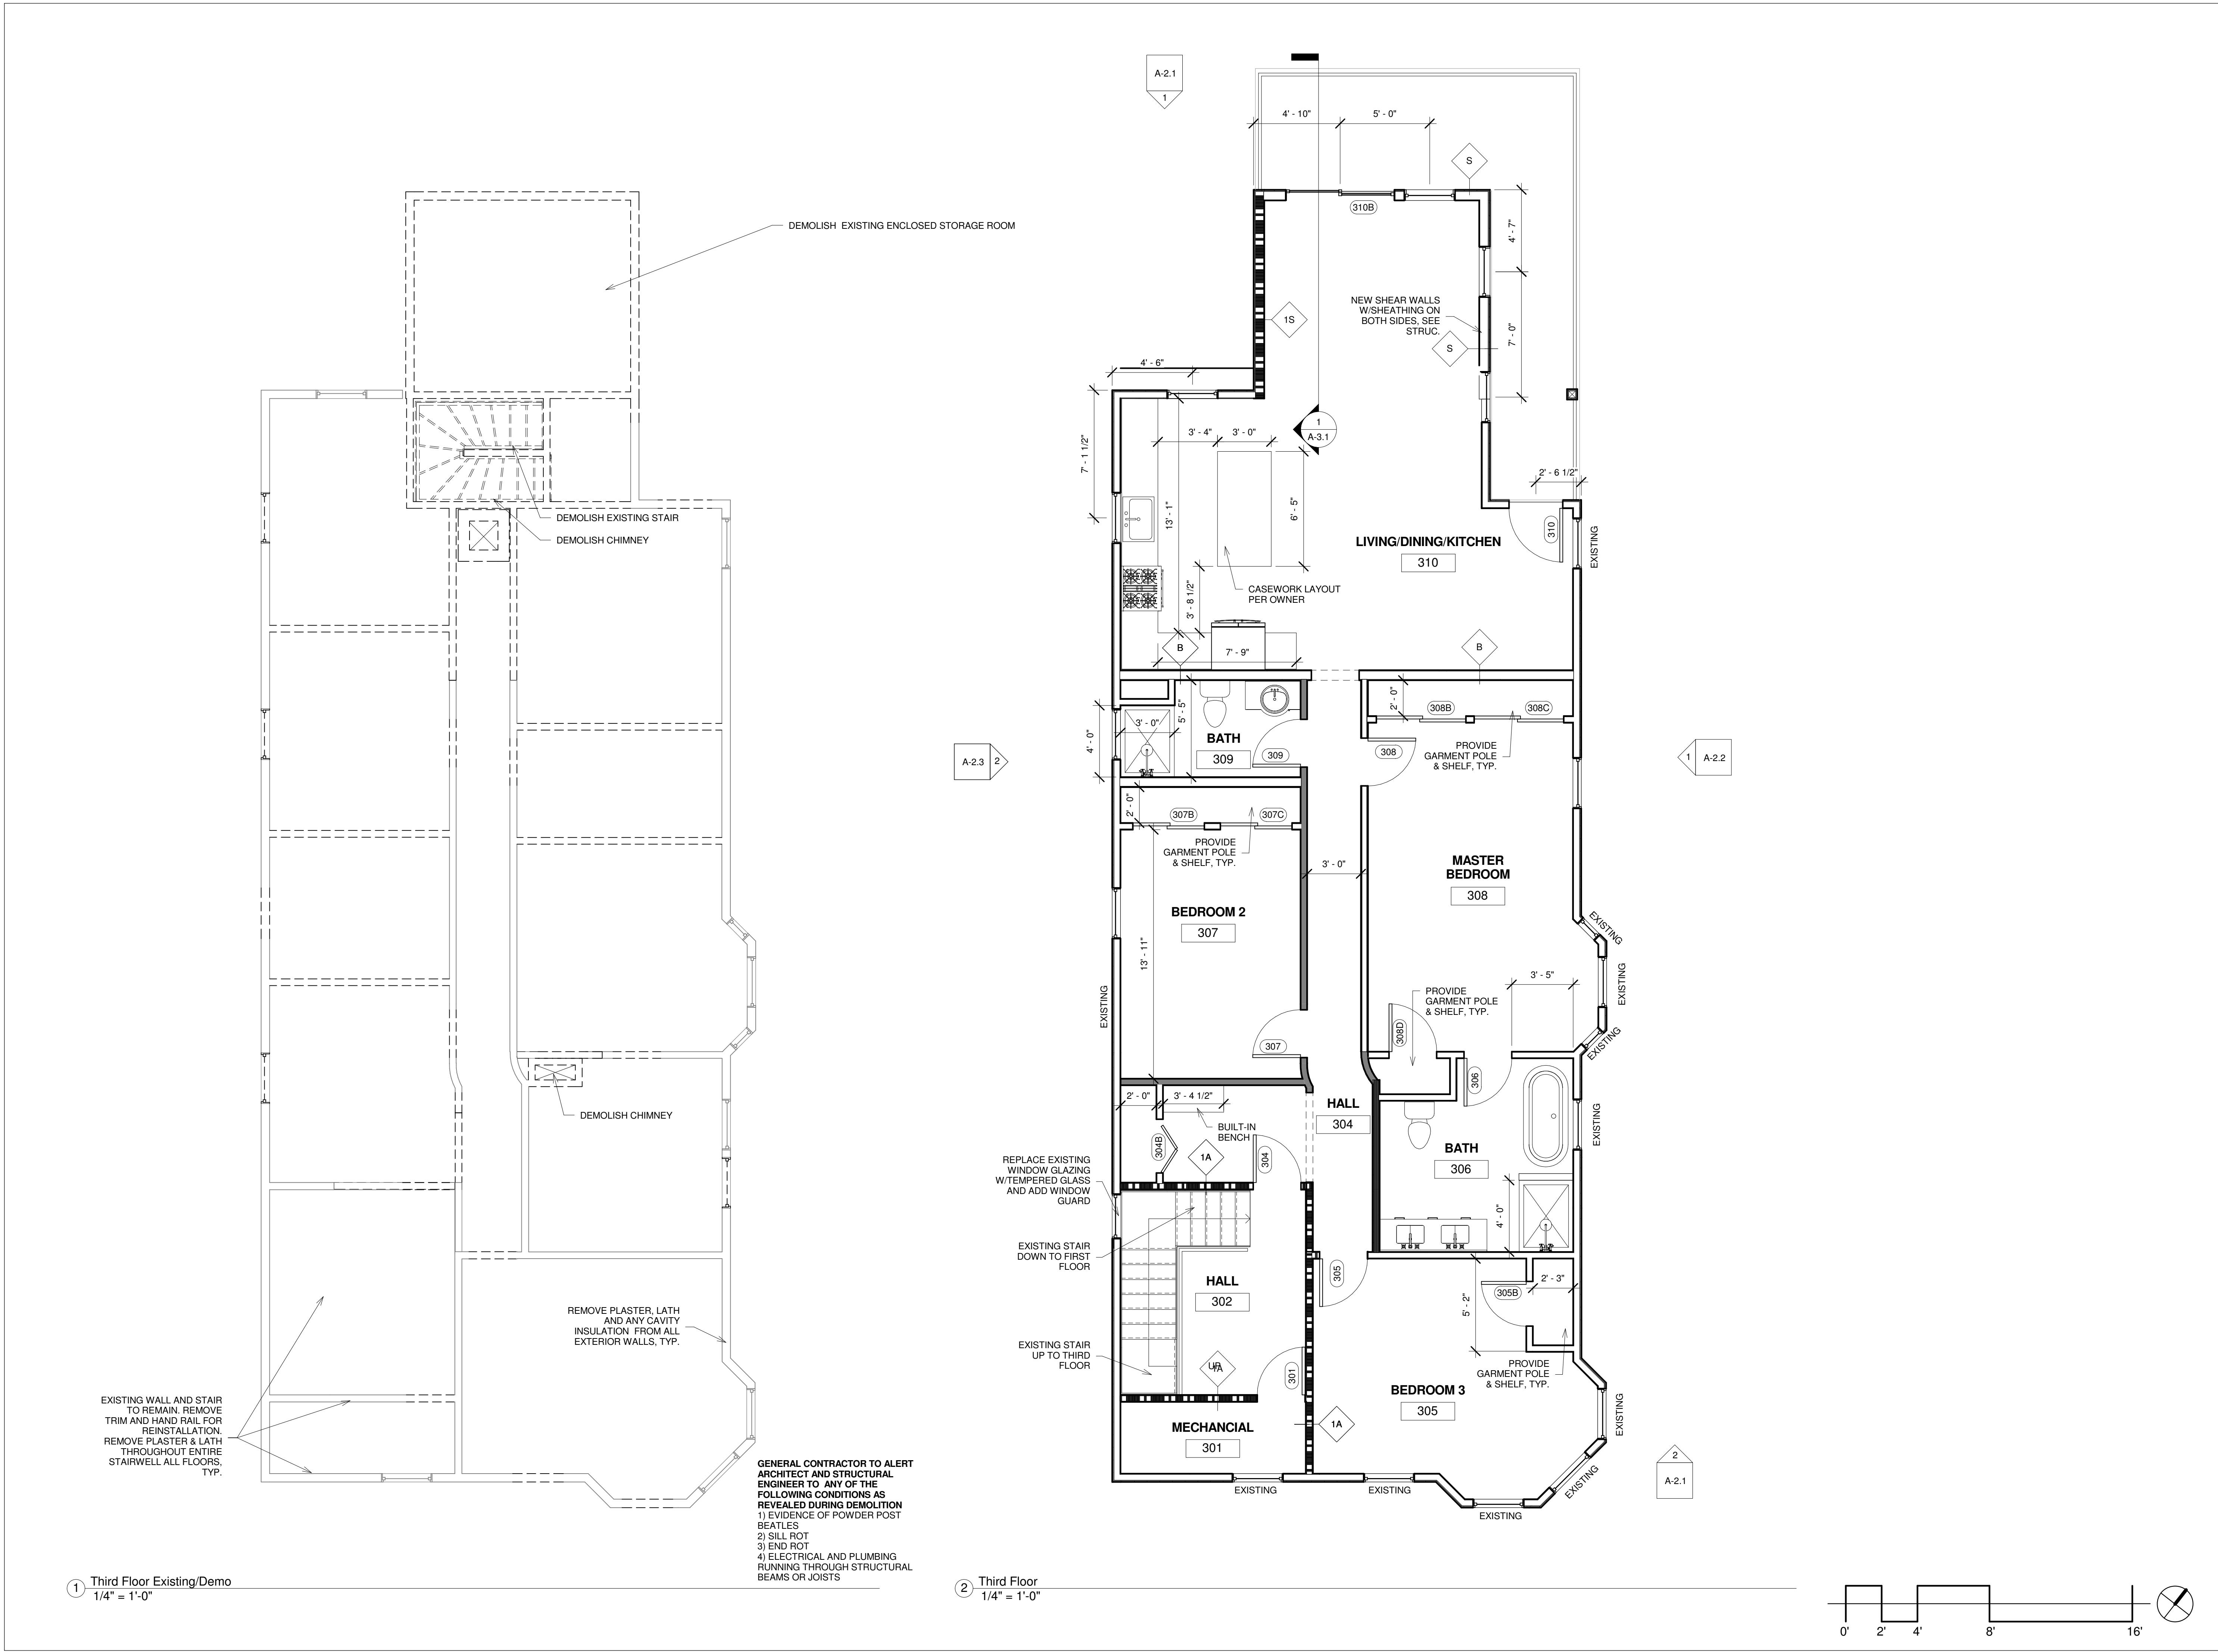 DEMOLISH  EXISTING ENCLOSED STORAGE ROOM
DEMOLISH EXISTING STAIR
DEMOLISH CHIMNEY
DEMOLISH CHIMNEY
REMOVE PLASTER, LATH
AND ANY CAVITY
INSULATION  FROM ALL
EXTERIOR WALLS, TYP.
EXISTING WALL AND STAIR
TO REMAIN. REMOVE
TRIM AND HAND RAIL FOR
REINSTALLATION.
REMOVE PLASTER & LATH
THROUGHOUT ENTIRE
STAIRWELL ALL FLOORS,
TYP.
GENERAL CONTRACTOR TO ALERT
ARCHITECT AND STRUCTURAL
ENGINEER TO  ANY OF THE
FOLLOWING CONDITIONS AS
REVEALED DURING DEMOLITION
1) EVIDENCE OF POWDER POST
BEATLES
2) SILL ROT
3) END ROT
4) ELECTRICAL AND PLUMBING
RUNNING THROUGH STRUCTURAL
BEAMS OR JOISTS
1
Third Floor Existing/Demo
1/4" = 1'-0"
A-2.1
1
4' - 10"
5' - 0"
S
310B
4' - 7"
NEW SHEAR WALLS
W/SHEATHING ON
BOTH SIDES, SEE
STRUC.
1S
S
7' - 0"
4' - 6"
1
A-3.1
3' - 4"
3' - 0"
7' - 1 1/2"
2' - 6 1/2"
13' - 1"
6' - 5"
310
EXISTING
LIVING/DINING/KITCHEN
310
CASEWORK LAYOUT
PER OWNER
3' - 8 1/2"
B
7' - 9"
B
2' - 0"
308B
308C
5' - 5"
3' - 0"
4' - 0"
BATH
309
309
308
PROVIDE
GARMENT POLE
& SHELF, TYP.
A-2.3
2
1
A-2.2
2' - 0"
307B
307C
PROVIDE
GARMENT POLE
& SHELF, TYP.
3' - 0"
MASTER
BEDROOM
308
BEDROOM 2
307
13' - 11"
EXISTING
EXISTING
EXISTING
EXISTING
3' - 5"
PROVIDE
GARMENT POLE
& SHELF, TYP.
308D
307
306
2' - 0"
3' - 4 1/2"
HALL
304
BUILT-IN
BENCH
304B
1A
304
EXISTING
BATH
306
REPLACE EXISTING
WINDOW GLAZING
W/TEMPERED GLASS
AND ADD WINDOW
GUARD
4' - 0"
EXISTING STAIR
DOWN TO FIRST
FLOOR
HALL
302
305
305B
2' - 3"
5' - 2"
EXISTING STAIR
UP TO THIRD
FLOOR
UP
1A
301
PROVIDE
GARMENT POLE
& SHELF, TYP.
BEDROOM 3
305
EXISTING
MECHANCIAL
301
1A
EXISTING
EXISTING
EXISTING
EXISTING
2
A-2.1
2
Third Floor
1/4" = 1'-0"
0'
2'
4'
8'
16'